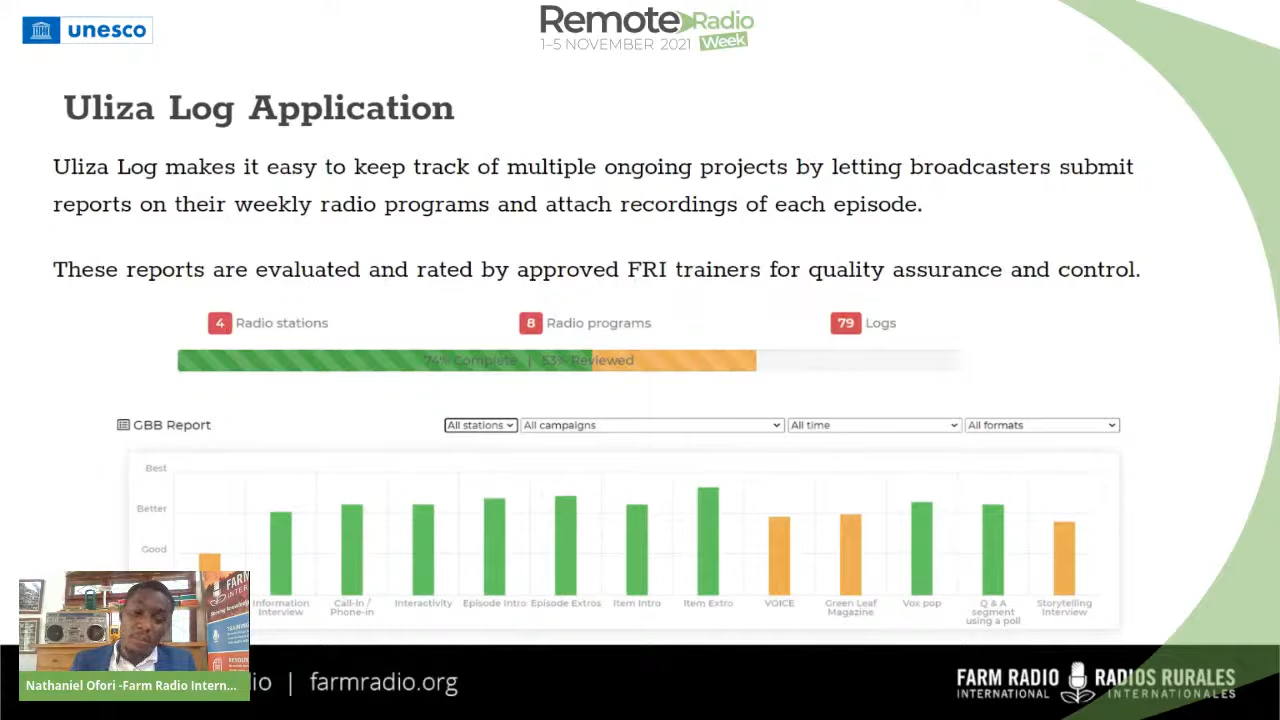 unesco
Remote Radio
1-5 NOVEMBER 2021 Week
Uliza Log Application
Uliza Log makes it easy to keep track of multiple ongoing projects by letting broadcasters submit
reports on their weekly radio programs and attach recordings of each episode.
These reports are evaluated and rated by approved FRI trainers for quality assurance and control.
4 Radio stations
8 Radio programs
79 Logs
74% Complete | 53% Reviewed
GBB Report
All stations
All campaigns
All time
All formats
Best
Better
Good
Information
Interview
Call-in /
Phone-in
Interactivity
Episode Intro
Episode Extros
Item Intro
Item Extro
VOICE
Green Leaf
Magazine
Vox pop
Q & A
segment
using a poll
Storytelling
Interview
FARM
Nathaniel Ofori -Farm Radio Intern...
| farmradio.org
FARM RADIO
INTERNATIONAL
RADIOS RURALES
INTERNATIONALES